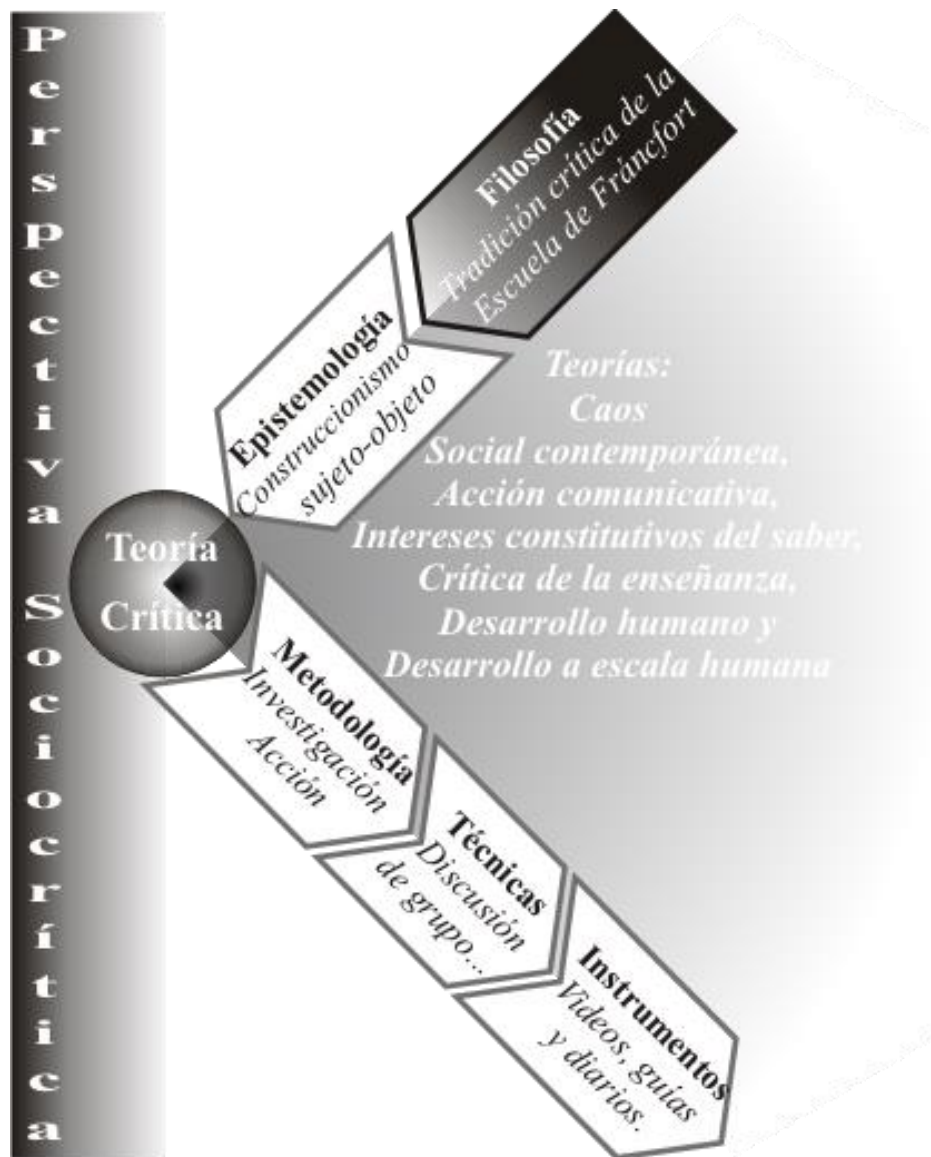 Perspectiva Sociocrítica
Filosofía
Tradición crítica de la
Escuela de Fráncfort
Epistemología
Construccionismo
sujeto-objeto
Teorías:
Caos
Social contemporánea,
Acción comunicativa,
Intereses constitutivos del saber,
Crítica de la enseñanza,
Desarrollo humano y
Desarrollo a escala humana
Teoría
Crítica
Metodología
Investigación
Acción
Técnicas
Discusión
de grupo...
Instrumentos
Videos, guías
y diarios.